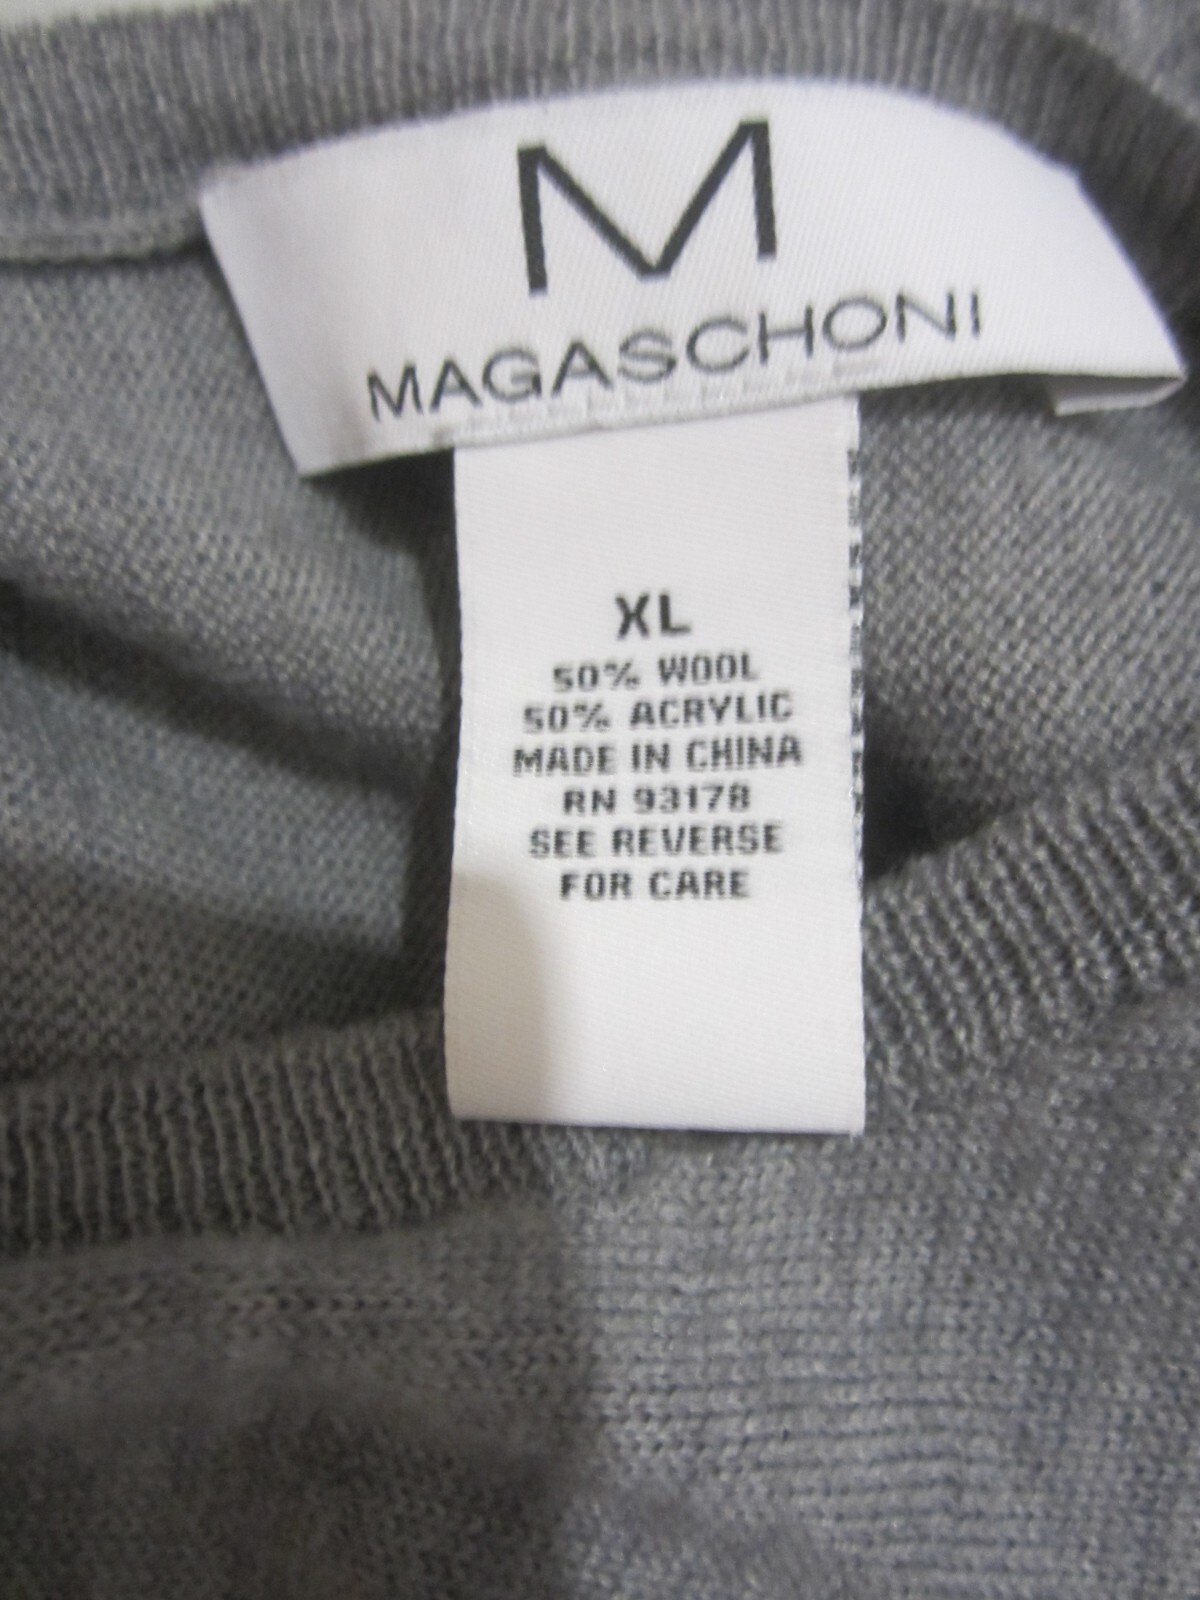 M
MAGASCHONI
XL
50% WOOL
50% ACRYLIC
MADE IN CHINA
RN 93178
SEE REVERSE
FOR CARE